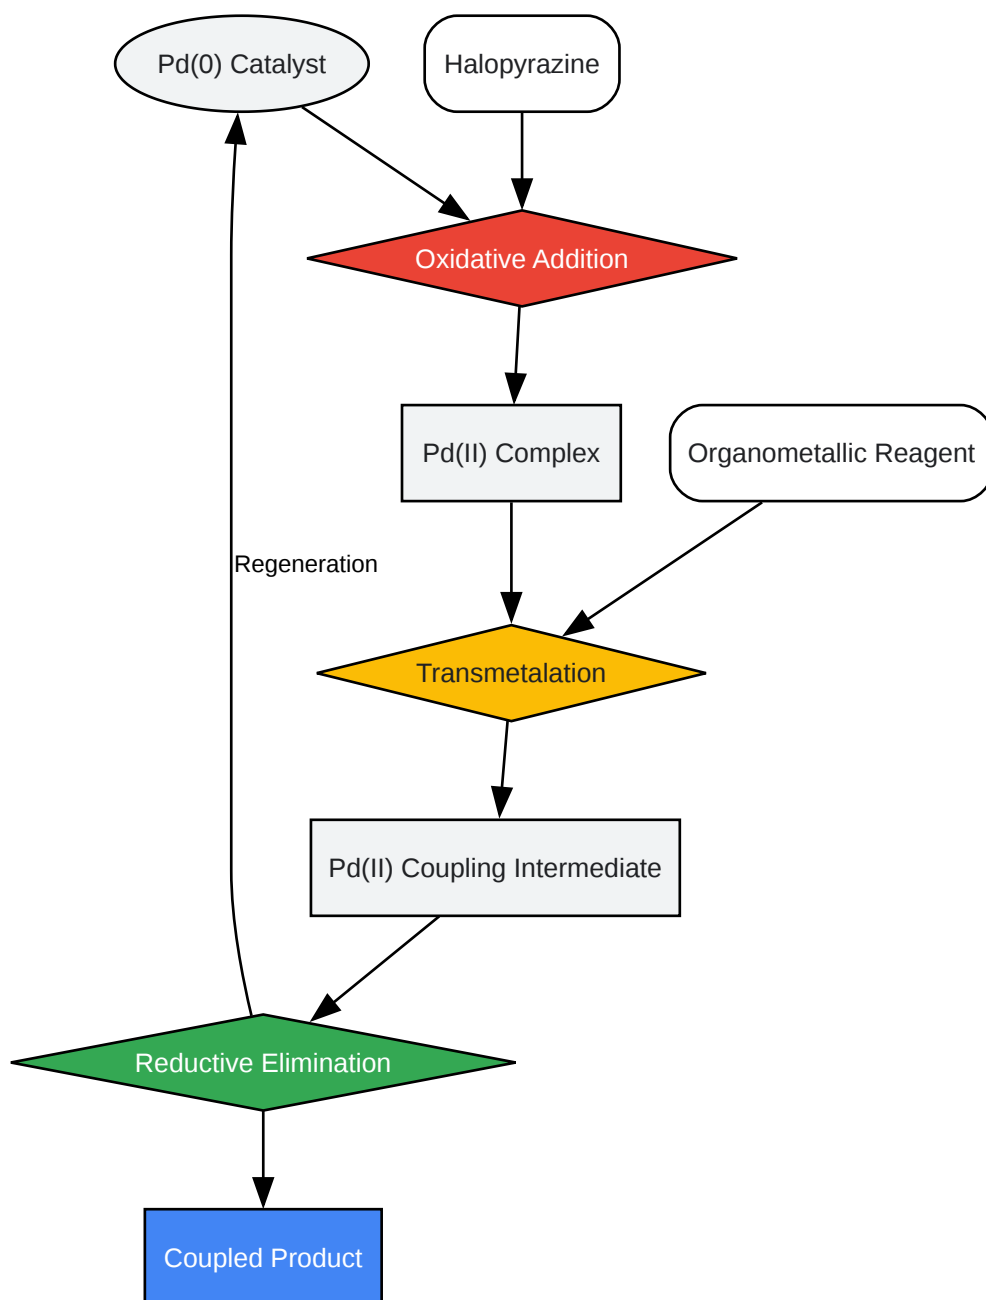 Pd(0) Catalyst
Halopyrazine
Oxidative Addition
Pd(II) Complex
Organometallic Reagent
Regeneration
Transmetalation
Pd(II) Coupling Intermediate
Reductive Elimination
Coupled Product